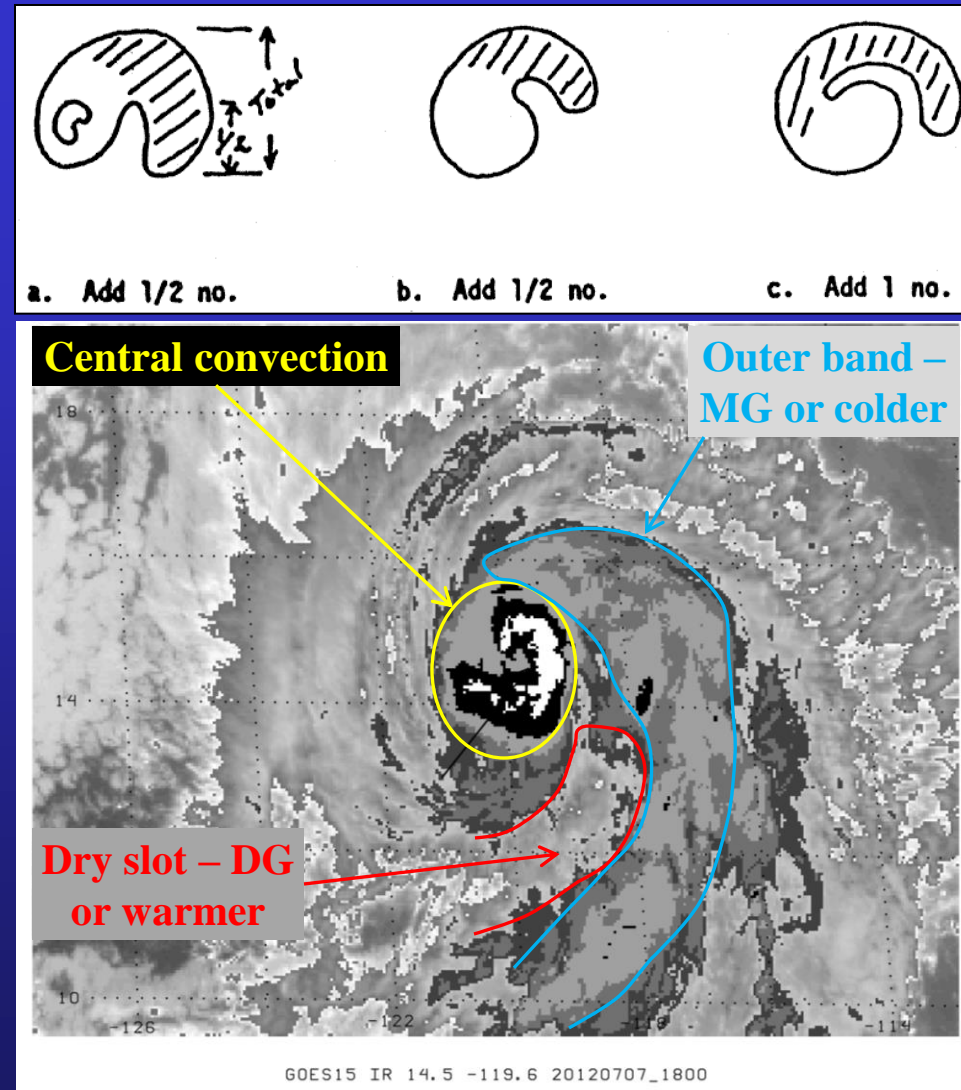 Total
1/2
a. Add 1/2 no.
b. Add 1/2 no.
c. Add 1 no.
Central convection
Outer band –
MG or colder
18
14
Dry slot – DG
or warmer
10
-126
-122
-118
-114
GOES15 IR 14.5 -119.6 20120707_1800